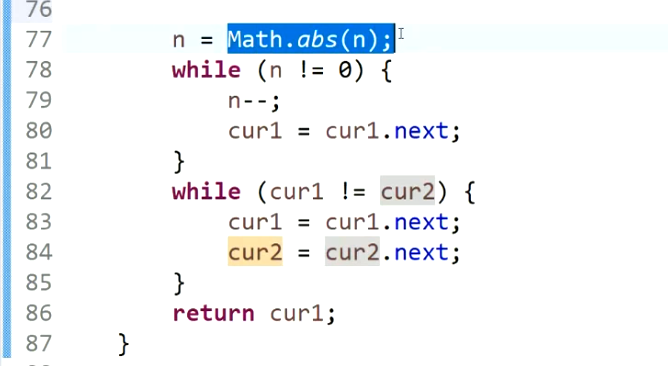 76
77 n = Math.abs(n);
78 while (n != 0) {
79 n--;
80 cur1 = cur1.next;
81 }
82 while (cur1 != cur2) {
83 cur1 = cur1.next;
84 cur2 = cur2.next;
85 }
86 return cur1;
87 }